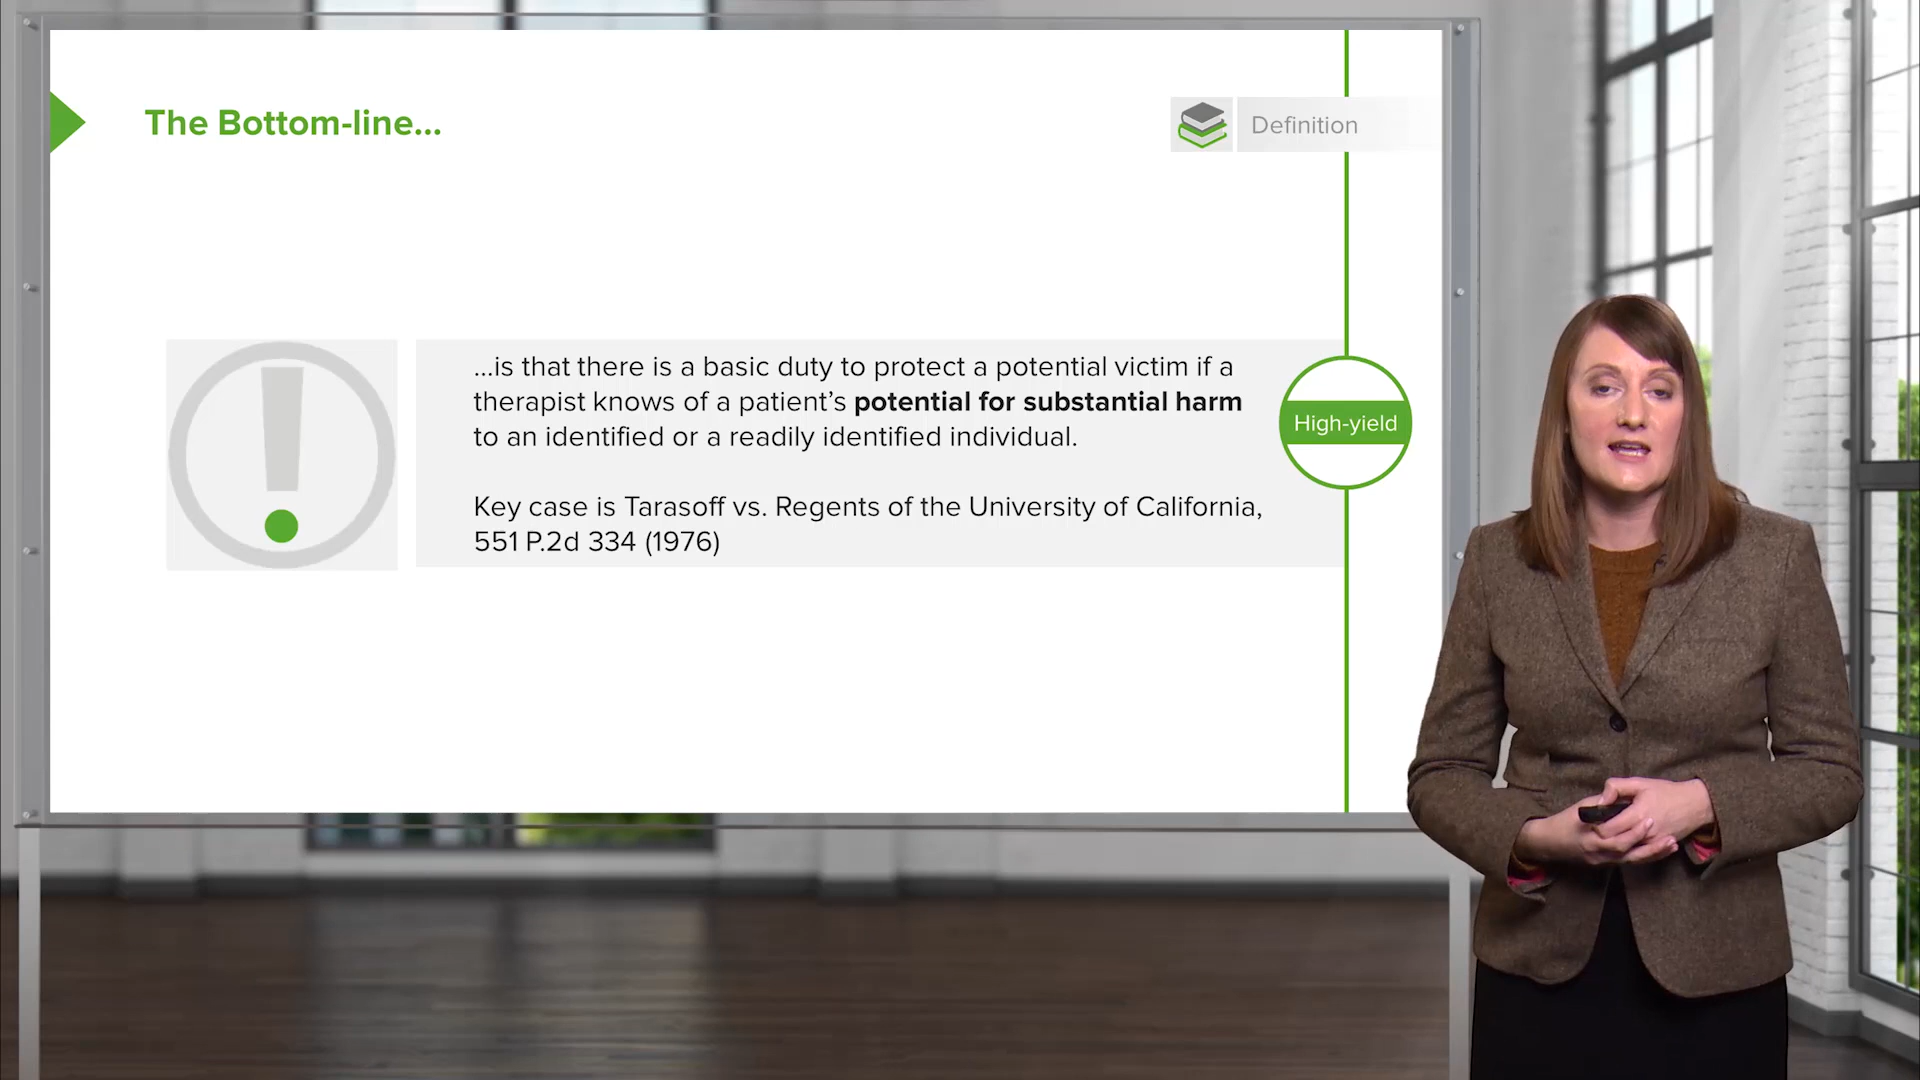 The Bottom-line...
Definition
...is that there is a basic duty to protect a potential victim if a
therapist knows of a patient's potential for substantial harm
to an identified or a readily identified individual.
High-yield
Key case is Tarasoff vs. Regents of the University of California,
551 P.2d 334 (1976)